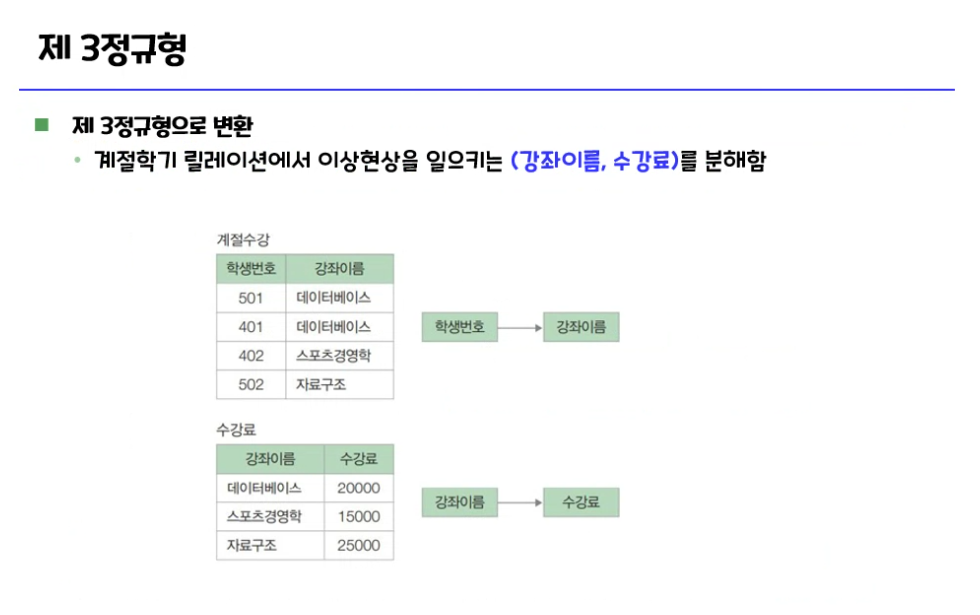 제 3정규형
제 3정규형으로 변환
계절학기 릴레이션에서 이상현상을 일으키는 (강좌이름, 수강료)를 분해함
계절수강
학생번호 강좌이름
501 데이터베이스
401 데이터베이스
402 스포츠경영학
502 자료구조
학생번호 강좌이름
수강료
강좌이름 수강료
데이터베이스 20000
스포츠경영학 15000
자료구조 25000
강좌이름 수강료